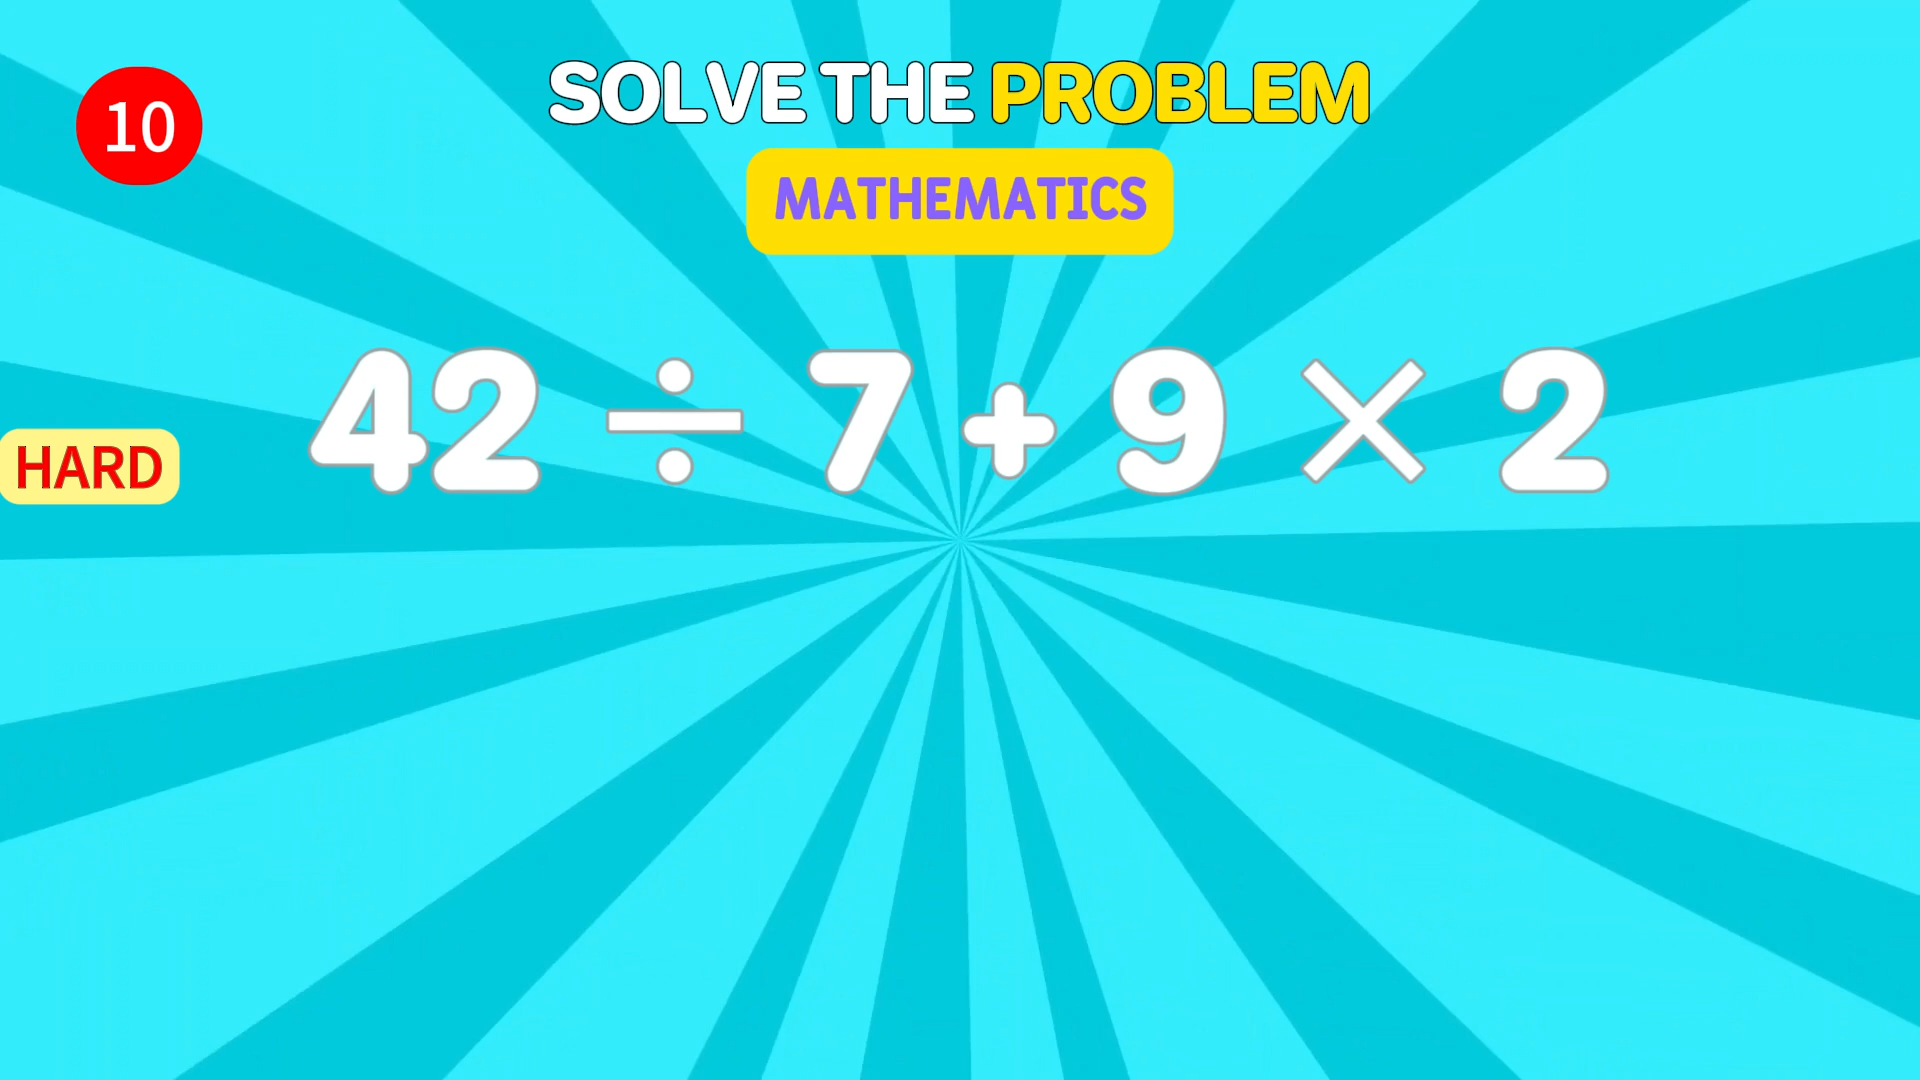 10
SOLVE THE PROBLEM
MATHEMATICS
42 ÷ 7 + 9 × 2
HARD